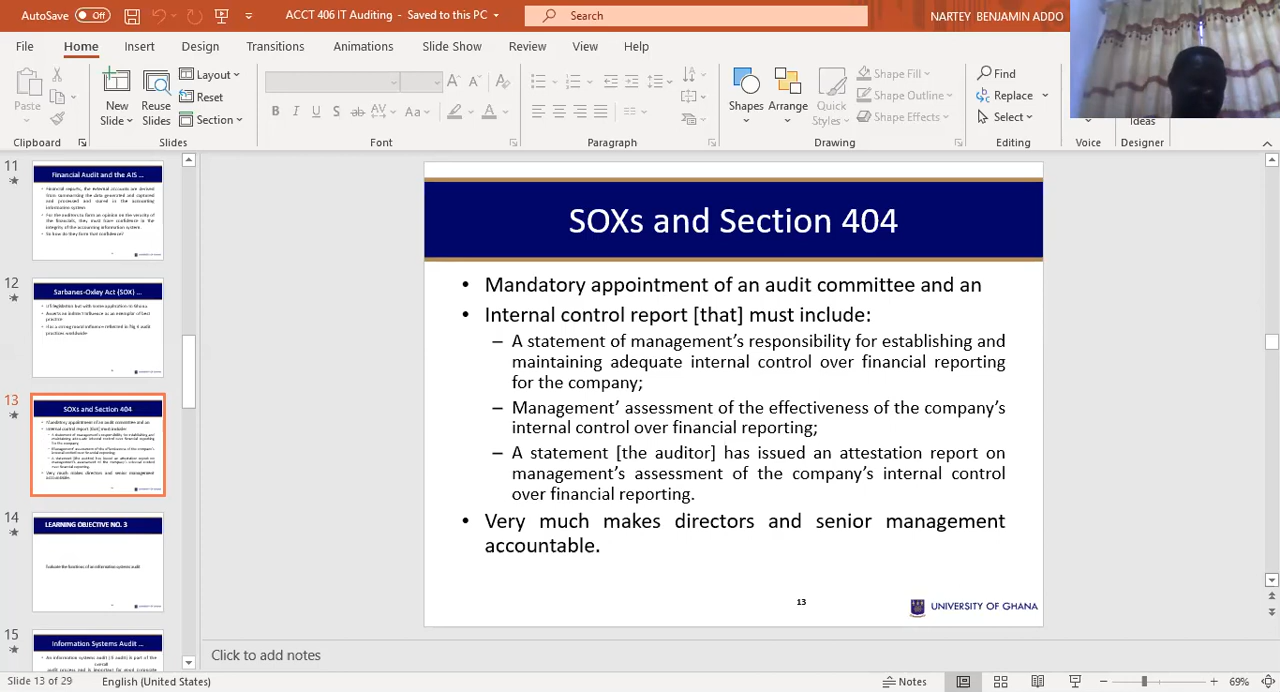 AutoSave Off ACCT 406 IT Auditing - Saved to this PC Search NARTEY BENJAMIN ADDO
File Home Insert Design Transitions Animations Slide Show Review View Help
Paste New Slide Reuse Slides Layout Reset Section Shapes Arrange Quick Styles Shape Fill Shape Outline Shape Effects Find Replace Select Ideas
Clipboard Slides Font Paragraph Drawing Editing Voice Designer
11
Financial Audit and the AIS ...
12
Sarbanes-Oxley Act (SOX) ...
13
SOXs and Section 404
14
LEARNING OBJECTIVE NO. 3
Evaluate the functions of an information systems audit
15
Information Systems Audit ...
SOXs and Section 404
• Mandatory appointment of an audit committee and an
• Internal control report [that] must include:
– A statement of management's responsibility for establishing and
maintaining adequate internal control over financial reporting
for the company;
– Management' assessment of the effectiveness of the company's
internal control over financial reporting;
– A statement [the auditor] has issued an attestation report on
management's assessment of the company's internal control
over financial reporting.
• Very much makes directors and senior management
accountable.
13
UNIVERSITY OF GHANA
Click to add notes
Slide 13 of 29 English (United States) Notes 69%